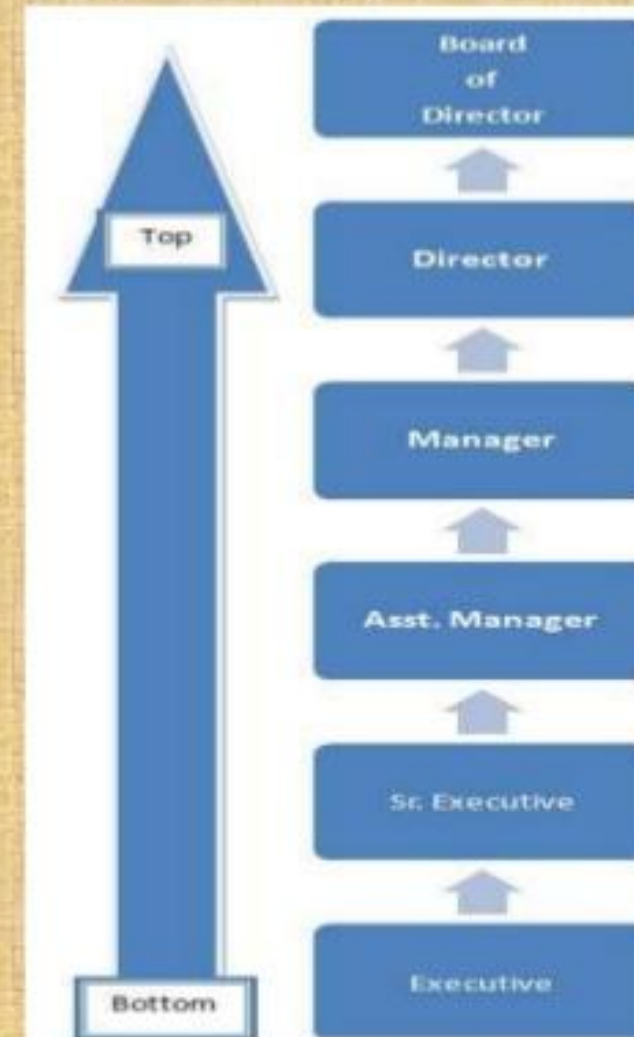 Board
of
Director
Top
Director
Manager
Asst. Manager
Sr. Executive
Executive
Bottom